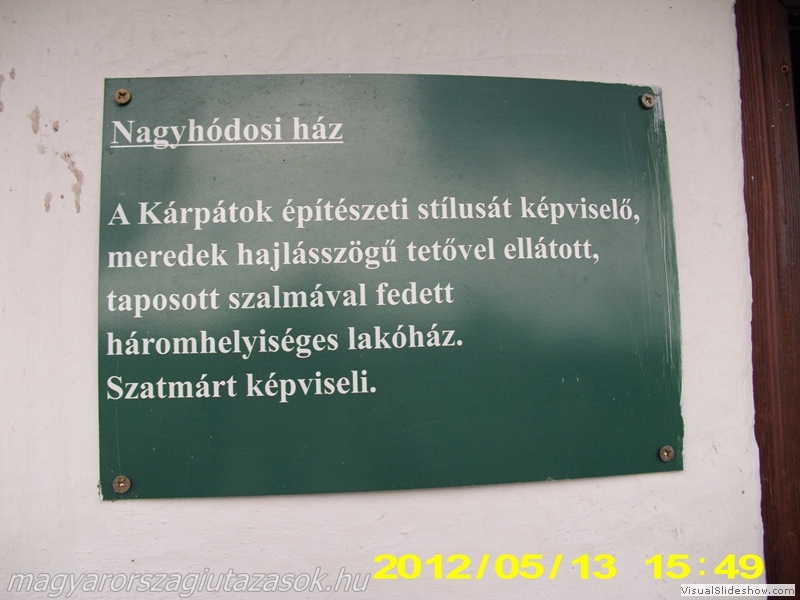 Nagyhódosi ház
A Kárpátok építészeti stílusát képviselő,
meredek hajlásszögű tetővel ellátott,
taposott szalmával fedett
háromhelyiséges lakóház.
Szatmárt képviseli.
2012/05/13 15:49
magyarorszagiutazasok.hu
VisualSlideshow.com